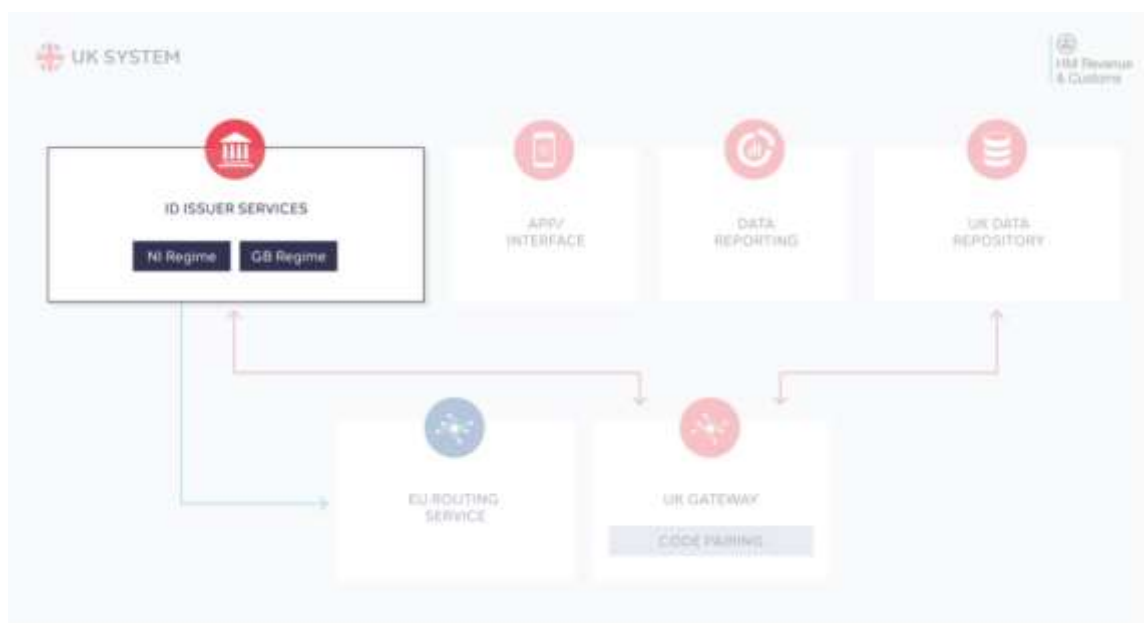 UK SYSTEM
HM Revenue
& Customs
ID ISSUER SERVICES
NI Regime
GB Regime
APP/
INTERFACE
DATA
REPORTING
UK DATA
REPOSITORY
EU ROUTING
SERVICE
UK GATEWAY
CODE PAIRING